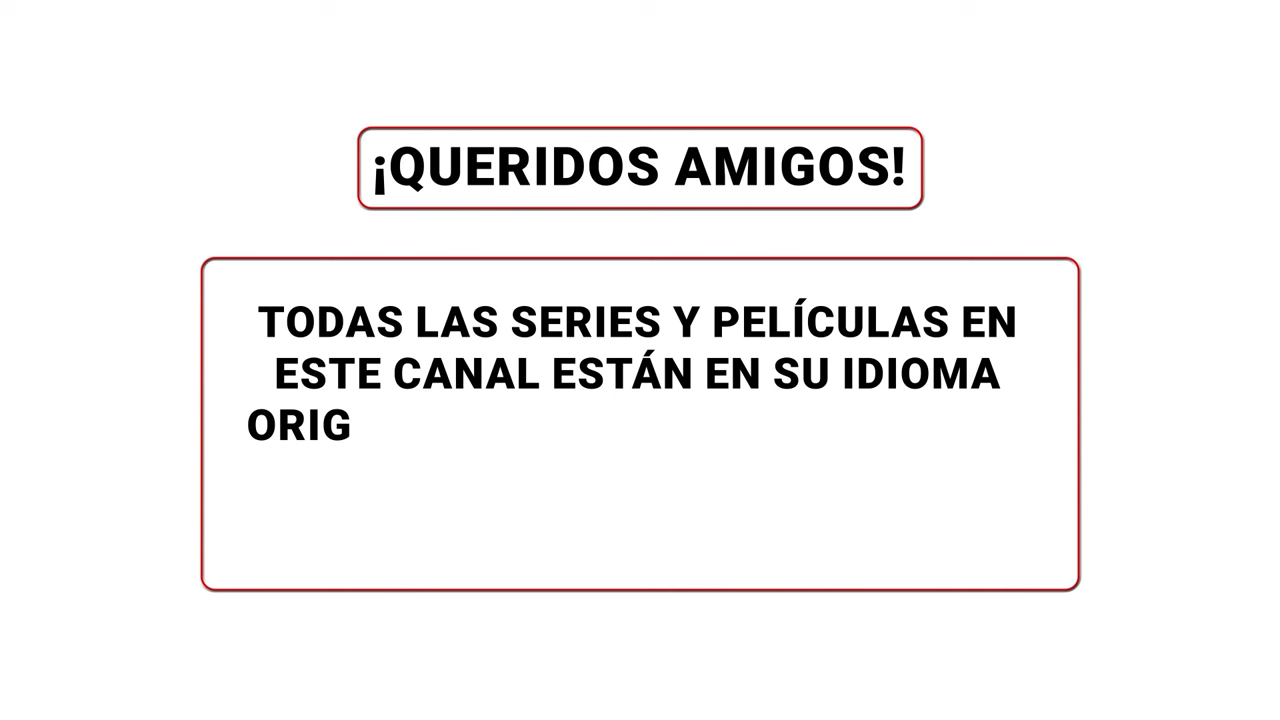 ¡QUERIDOS AMIGOS!
TODAS LAS SERIES Y PELÍCULAS EN
ESTE CANAL ESTÁN EN SU IDIOMA
ORIG